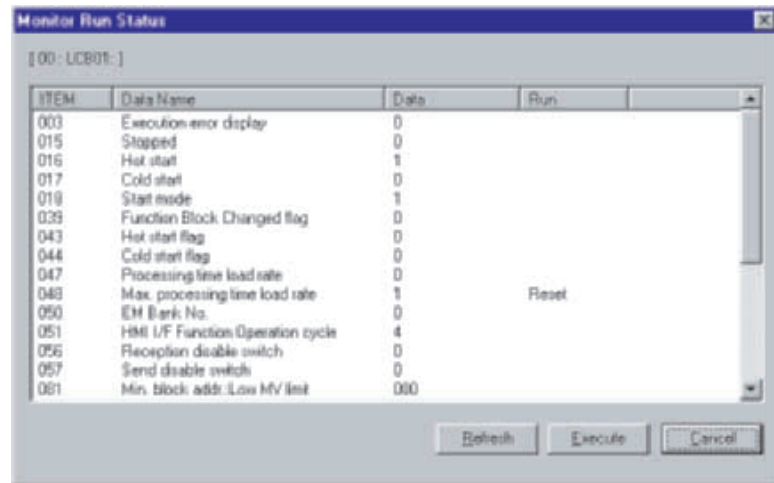 Monitor Run Status
[ 00 : LCB01: ]
ITEM Data Name Data Run
003 Execution error display 0
015 Stopped 0
016 Hot start 1
017 Cold start 0
018 Start mode 1
039 Function Block Changed flag 0
043 Hot start flag 0
044 Cold start flag 0
047 Processing time load rate 0
048 Max. processing time load rate 1 Reset
050 EM Bank No. 0
051 HMI I/F Function Operation cycle 4
056 Reception disable switch 0
057 Send disable switch 0
081 Min. block addr.:Low MV limit 000
Refresh Execute Cancel